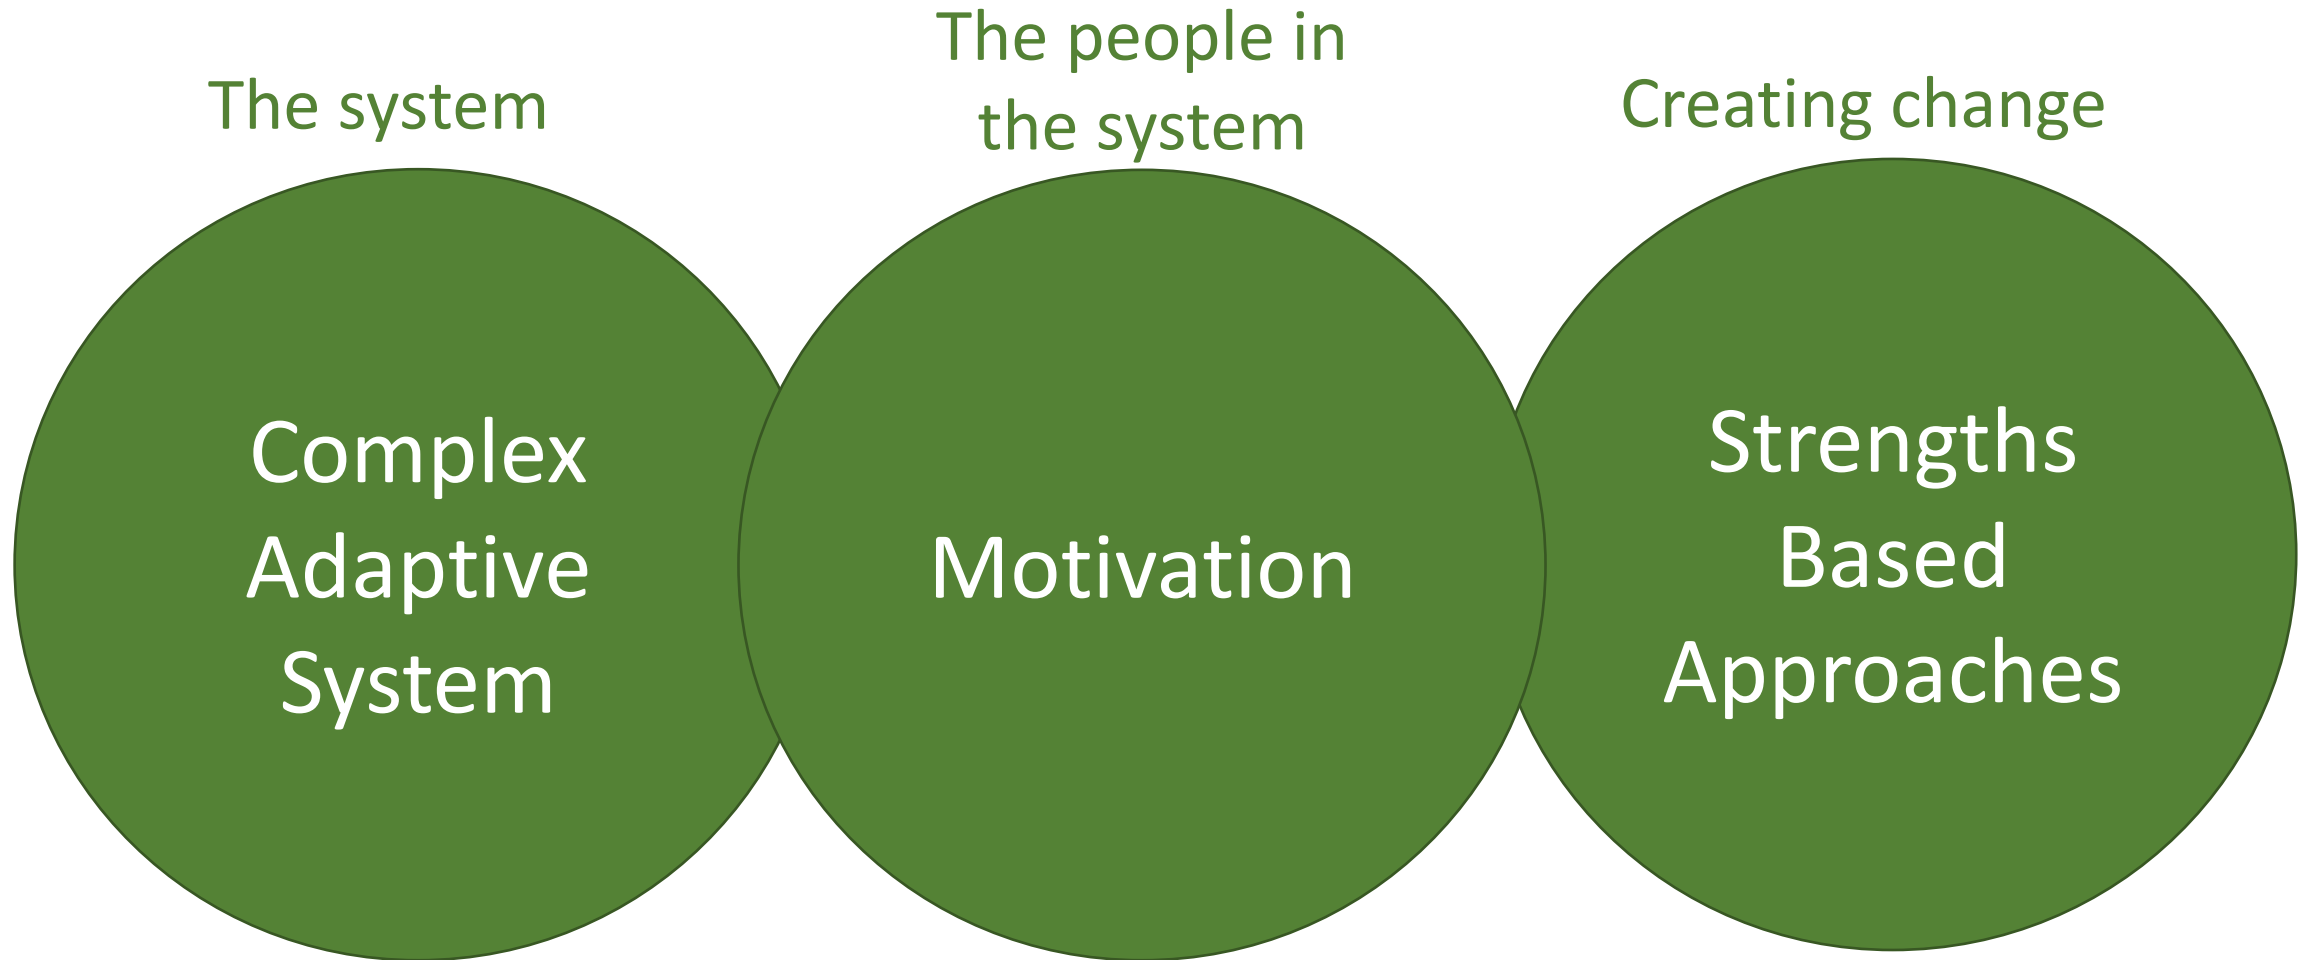 The system
Complex
Adaptive
System
The people in
the system
Motivation
Creating change
Strengths
Based
Approaches